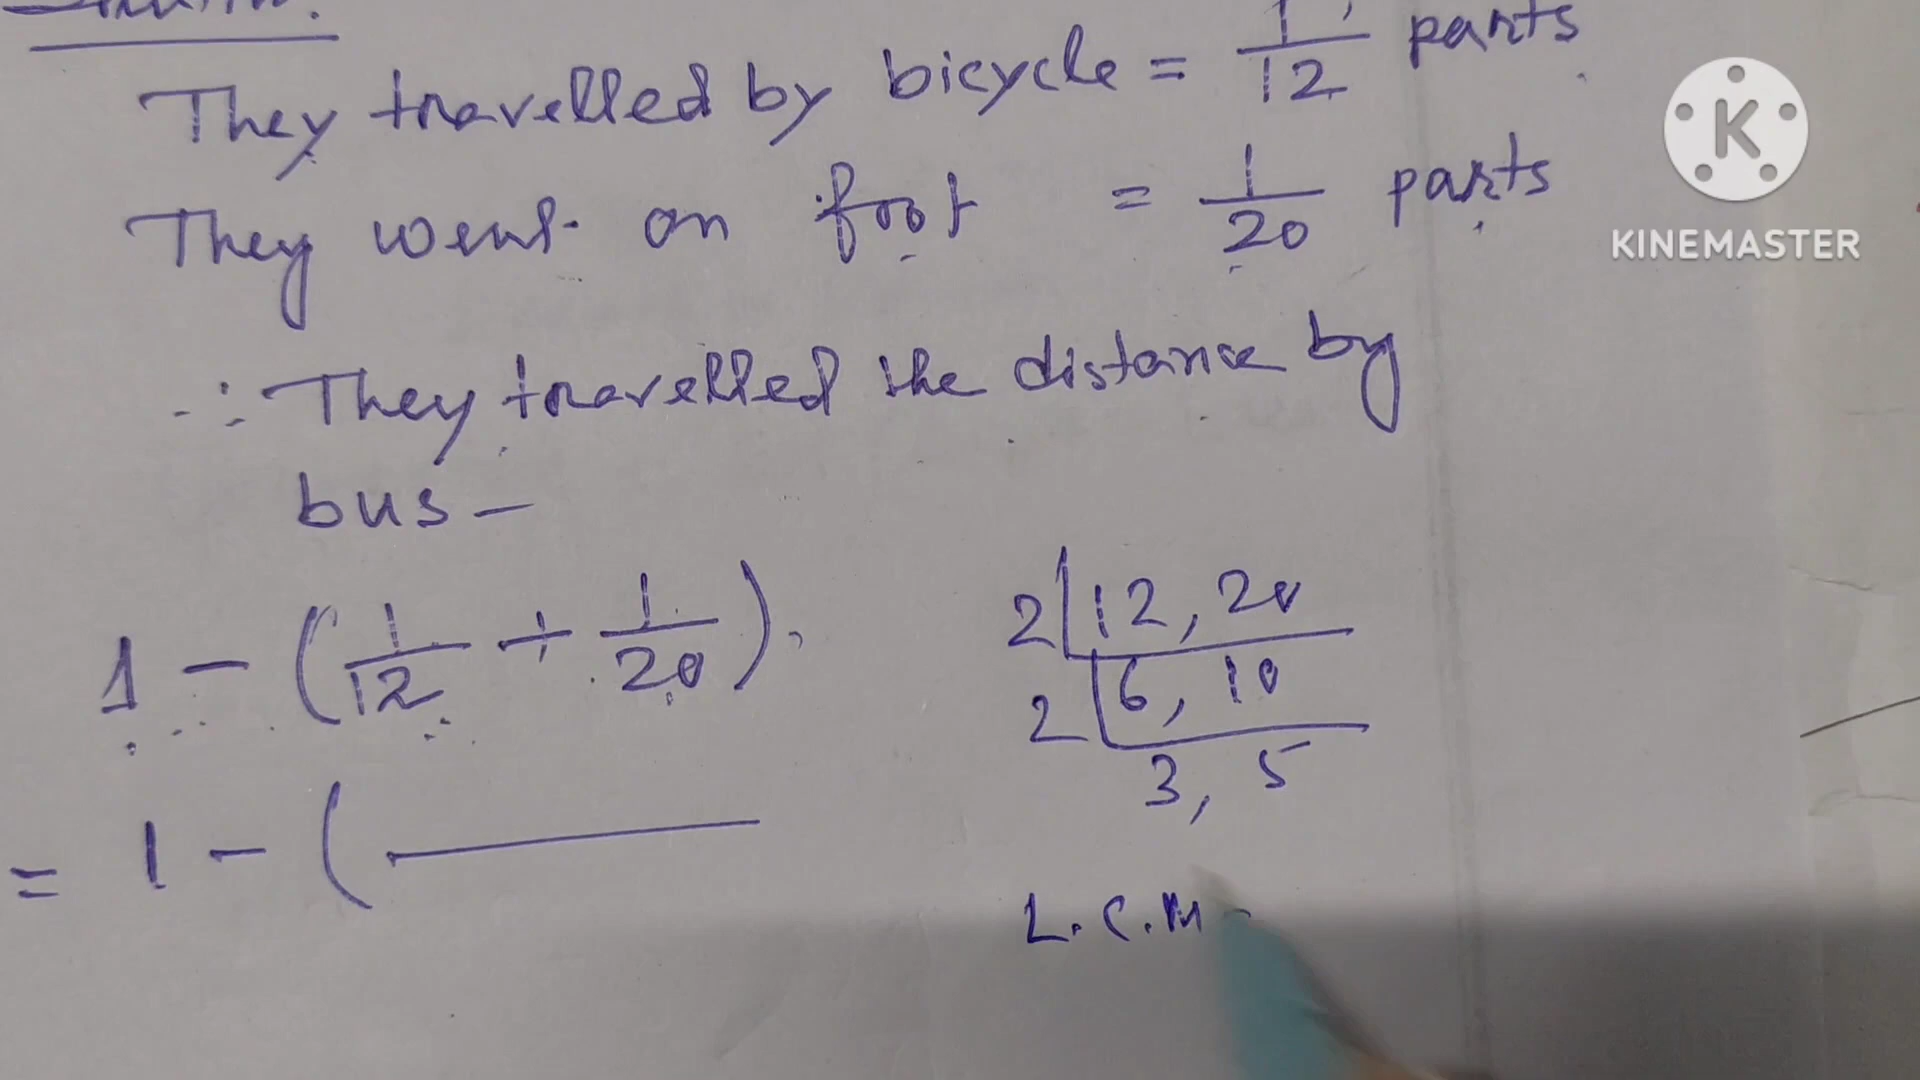 They travelled by bicycle = 1/12 parts
They went on foot = 1/20 parts
∴ They travelled the distance by
bus -
1 - (1/12 + 1/20)
= 1 - (
2 | 12, 20
2 | 6, 10
3, 5
L.C.M -
K
KINEMASTER